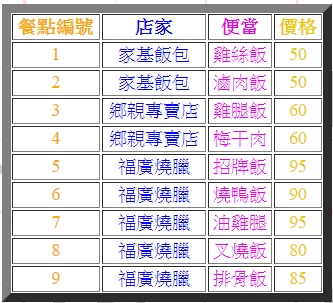 餐點編號 店家 便當 價格
1 家基飯包 雞絲飯 50
2 家基飯包 滷肉飯 50
3 鄉親專賣店 雞腿飯 60
4 鄉親專賣店 梅干肉 60
5 福廣燒臘 招牌飯 95
6 福廣燒臘 燒鴨飯 90
7 福廣燒臘 油雞腿 95
8 福廣燒臘 叉燒飯 80
9 福廣燒臘 排骨飯 85